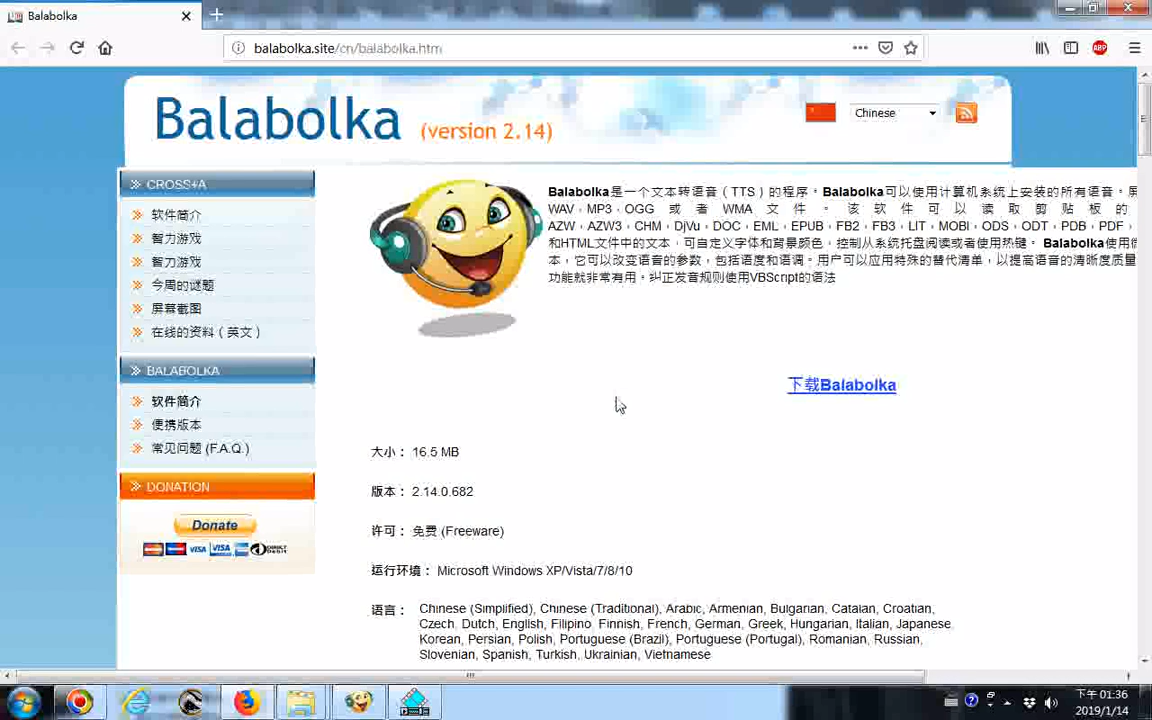 Balabolka
balabolka.site/cn/balabolka.htm
ABP
Balabolka (version 2.14)
Chinese
CROSS+A
软件简介
智力游戏
智力游戏
今周的谜题
屏幕截图
在线的资料 ( 英文 )
BALABOLKA
软件简介
便携版本
常见问题 (F.A.Q.)
DONATION
Donate
VISA VISA
Balabolka是一个文本转语音（TTS）的程序。Balabolka可以使用计算机系统上安装的所有语音。
WAV，MP3，OGG 或 者 WMA 文 件 。 该 软 件 可 以 读 取 剪 贴 板 的
AZW，AZW3，CHM，DjVu，DOC，EML，EPUB，FB2，FB3，LIT，MOBI，ODS，ODT，PDB，PDF，
和HTML文件中的文本，可自定义字体和背景颜色，控制从系统托盘阅读或者使用热键。Balabolka使用
本，它可以改变语音的参数，包括语度和语调。用户可以应用特殊的替代清单，以提高语音的清晰度质量
功能就非常有用。纠正发音规则使用VBScript的语法
下载Balabolka
大小： 16.5 MB
版本： 2.14.0.682
许可： 免费 (Freeware)
运行环境： Microsoft Windows XP/Vista/7/8/10
语言： Chinese (Simplified), Chinese (Traditional), Arabic, Armenian, Bulgarian, Catalan, Croatian,
Czech, Dutch, English, Filipino, Finnish, French, German, Greek, Hungarian, Italian, Japanese,
Korean, Persian, Polish, Portuguese (Brazil), Portuguese (Portugal), Romanian, Russian,
Slovenian, Spanish, Turkish, Ukrainian, Vietnamese
下午 01:36
2019/1/14